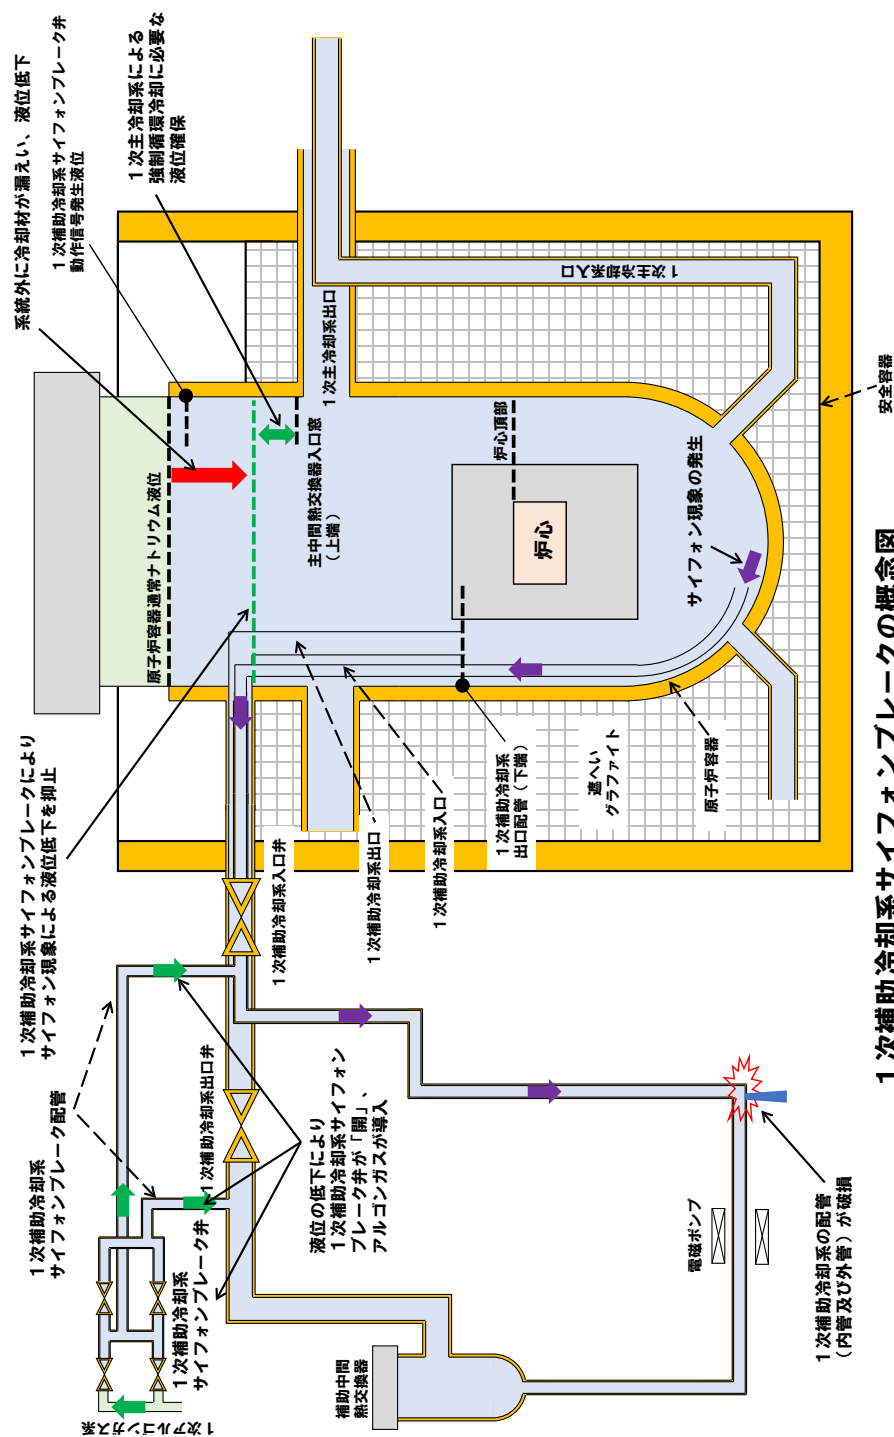 系統外に冷却材が漏えい、液位低下
１次補助冷却系サイフォンブレーク弁
動作信号発生液位
１次主冷却系による
強制循環冷却に必要な
液位確保
原子炉容器通常ナトリウム液位
１次主冷却系出口
１次主冷却系入口
主中間熱交換器入口窓
（上端）
炉心頂部
炉心
サイフォン現象の発生
安全容器
１次補助冷却系サイフォンブレークにより
サイフォン現象による液位低下を抑止
１次補助冷却系入口弁
１次補助冷却系出口
１次補助冷却系入口
１次補助冷却系
出口配管（下端）
遮へい
グラファイト
原子炉容器
１次補助冷却系
サイフォンブレーク配管
１次補助冷却系出口弁
１次補助冷却系
サイフォンブレーク弁
液位の低下により
１次補助冷却系サイフォン
ブレーク弁が「開」、
アルゴンガスが導入
１次アルゴンガス系
補助中間
熱交換器
電磁ポンプ
１次補助冷却系の配管
（内管及び外管）が破損
１次補助冷却系サイフォンブレークの概念図